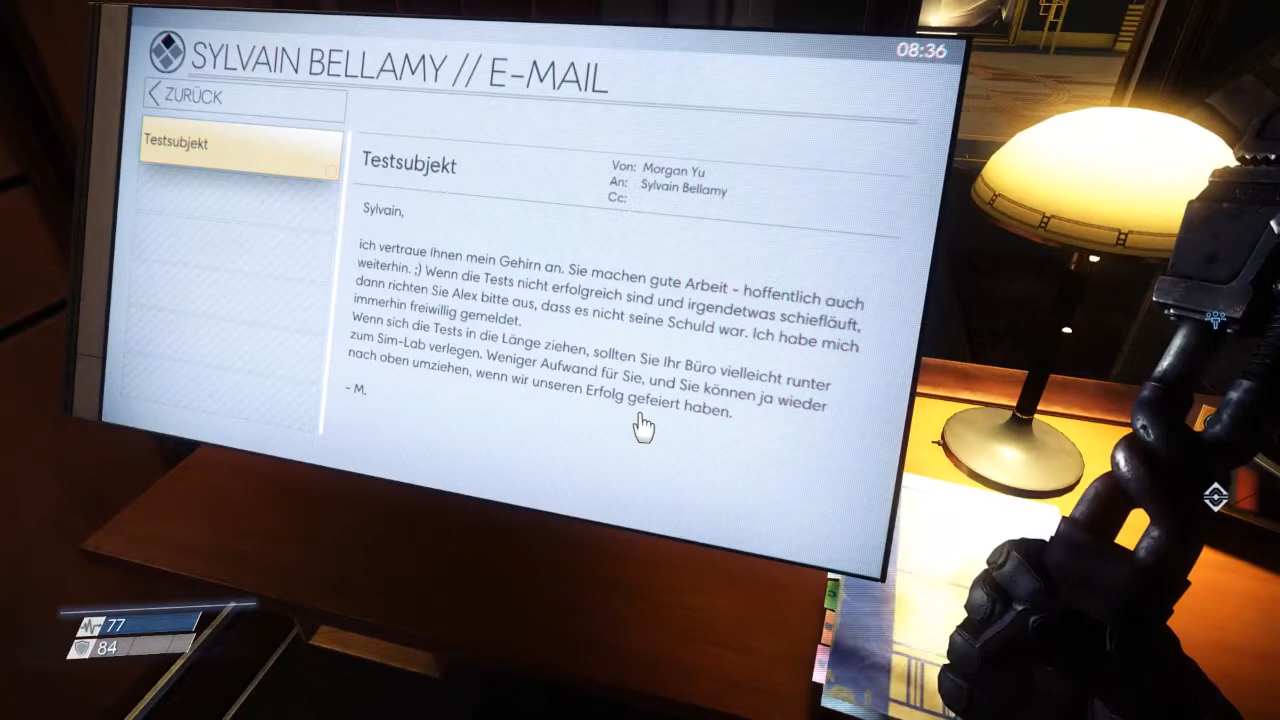 08:36
SYLVAIN BELLAMY // E-MAIL
ZURÜCK
Testsubjekt
Testsubjekt
Von: Morgan Yu
An: Sylvain Bellamy
Cc:
Sylvain,
ich vertraue Ihnen mein Gehirn an. Sie machen gute Arbeit - hoffentlich auch
weiterhin. ;) Wenn die Tests nicht erfolgreich sind und irgendetwas schiefläuft,
dann richten Sie Alex bitte aus, dass es nicht seine Schuld war. Ich habe mich
immerhin freiwillig gemeldet.
Wenn sich die Tests in die Länge ziehen, sollten Sie Ihr Büro vielleicht runter
zum Sim-Lab verlegen. Weniger Aufwand für Sie, und Sie können ja wieder
nach oben umziehen, wenn wir unseren Erfolg gefeiert haben.
- M.
77
84